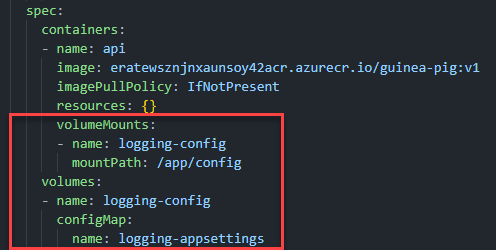 spec:
containers:
- name: api
image: eratewsznjnxaunsoy42acr.azurecr.io/guinea-pig:v1
imagePullPolicy: IfNotPresent
resources: {}
volumeMounts:
- name: logging-config
mountPath: /app/config
volumes:
- name: logging-config
configMap:
name: logging-appsettings